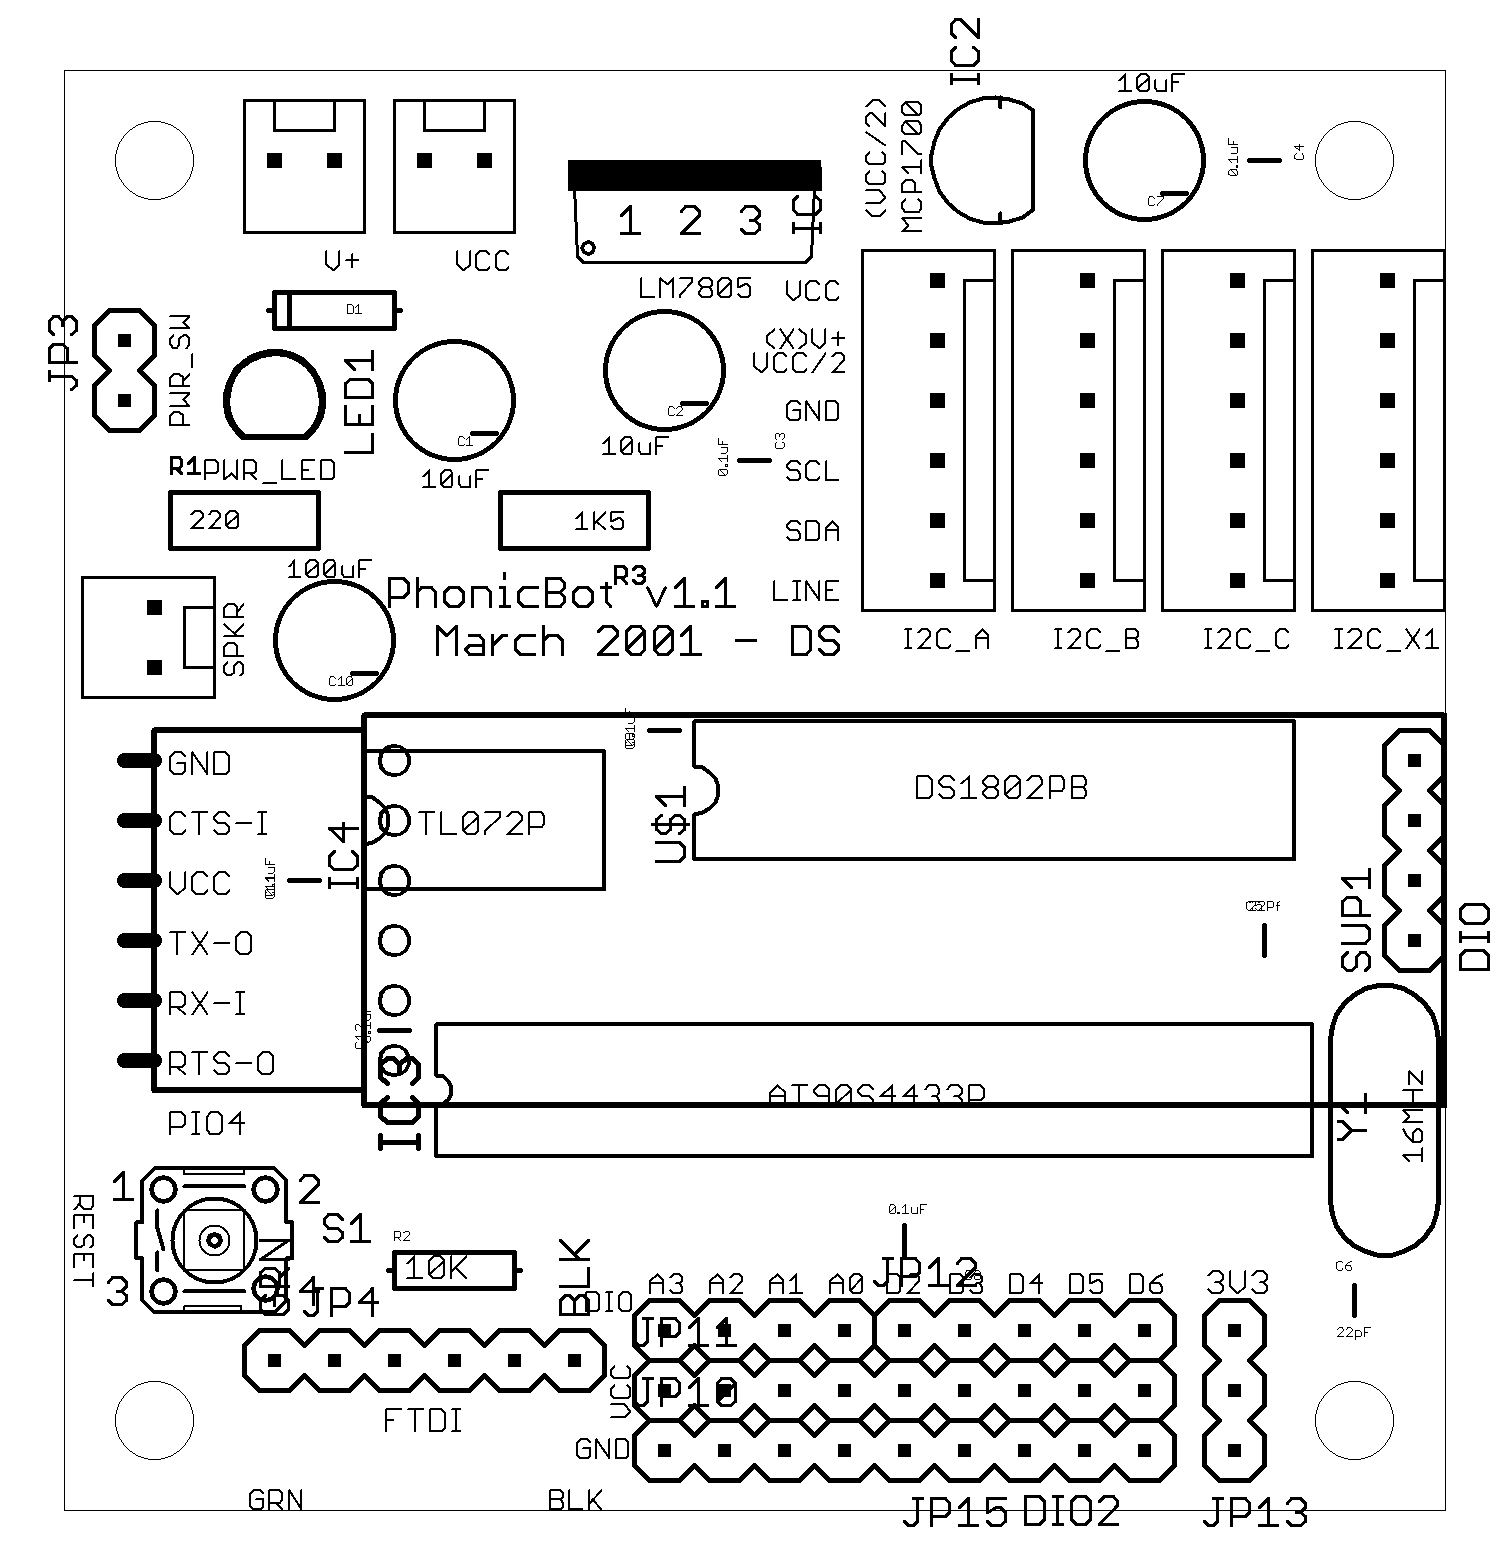 IC2
10uF
(VCC/2)
MCP1700
0.1uF
C4
C7
1 2 3
IC
V+
VCC
LM7805
VCC
D1
JP3
PWR_SW
LED1
(X)V+
VCC/2
C2
GND
C1
10uF
C3
0.1uF
R1
PWR_LED
10uF
SCL
220
1K5
SDA
100uF
R3
PhonicBot v1.1
LINE
SPKR
March 2001 - DS
I2C_A
I2C_B
I2C_C
I2C_X1
C10
GND
DS1802PB
CTS-I
IC4
TL072P
U$1
VCC
SUP1
DIO
TX-O
RX-I
RTS-O
C12
0.1uF
IC3
AT90S4433P
Y1
16MHz
PIO4
RESET
1
2
S1
3
4
GRN
JP4
R2
10K
BLK
0.1uF
JP12
DIO
A3 A2 A1 A0 D2 D3 D4 D5 D6
3V3
C6
22pF
JP11
VCC
JP10
FTDI
GND
GRN
BLK
JP15
DIO2
JP13